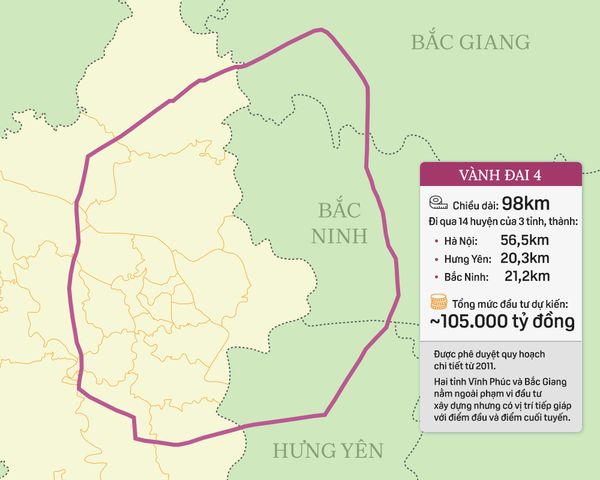 BẮC GIANG
BẮC
NINH
HƯNG YÊN
VÀNH ĐAI 4
Chiều dài: 98km
Đi qua 14 huyện của 3 tỉnh, thành:
• Hà Nội: 56,5km
• Hưng Yên: 20,3km
• Bắc Ninh: 21,2km
Tổng mức đầu tư dự kiến:
~105.000 tỷ đồng
Được phê duyệt quy hoạch
chi tiết từ 2011.
Hai tỉnh Vĩnh Phúc và Bắc Giang
nằm ngoài phạm vi đầu tư
xây dựng nhưng có vị trí tiếp giáp
với điểm đầu và điểm cuối tuyến.